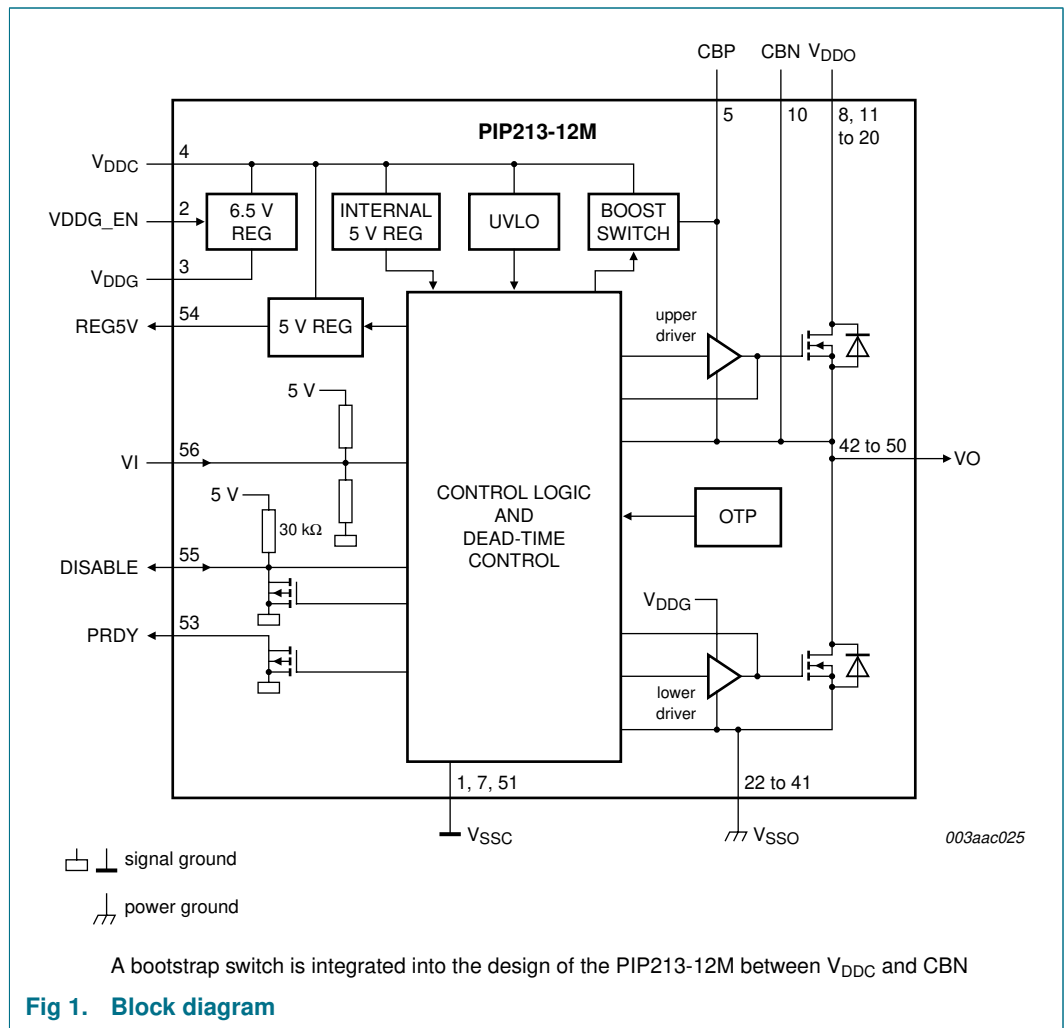 CBP CBN VDDO
5 10 8, 11
to 20
PIP213-12M
VDDC 4
VDDG_EN 2
6.5 V
REG
INTERNAL
5 V REG
UVLO
BOOST
SWITCH
VDDG 3
REG5V 54
5 V REG
upper
driver
5 V
VI 56
42 to 50 VO
5 V
30 kΩ
CONTROL LOGIC
AND
DEAD-TIME
CONTROL
OTP
DISABLE 55
VDDG
PRDY 53
lower
driver
1, 7, 51
22 to 41
VSSC
VSSO
003aac025
signal ground
power ground
A bootstrap switch is integrated into the design of the PIP213-12M between VDDC and CBN
Fig 1. Block diagram